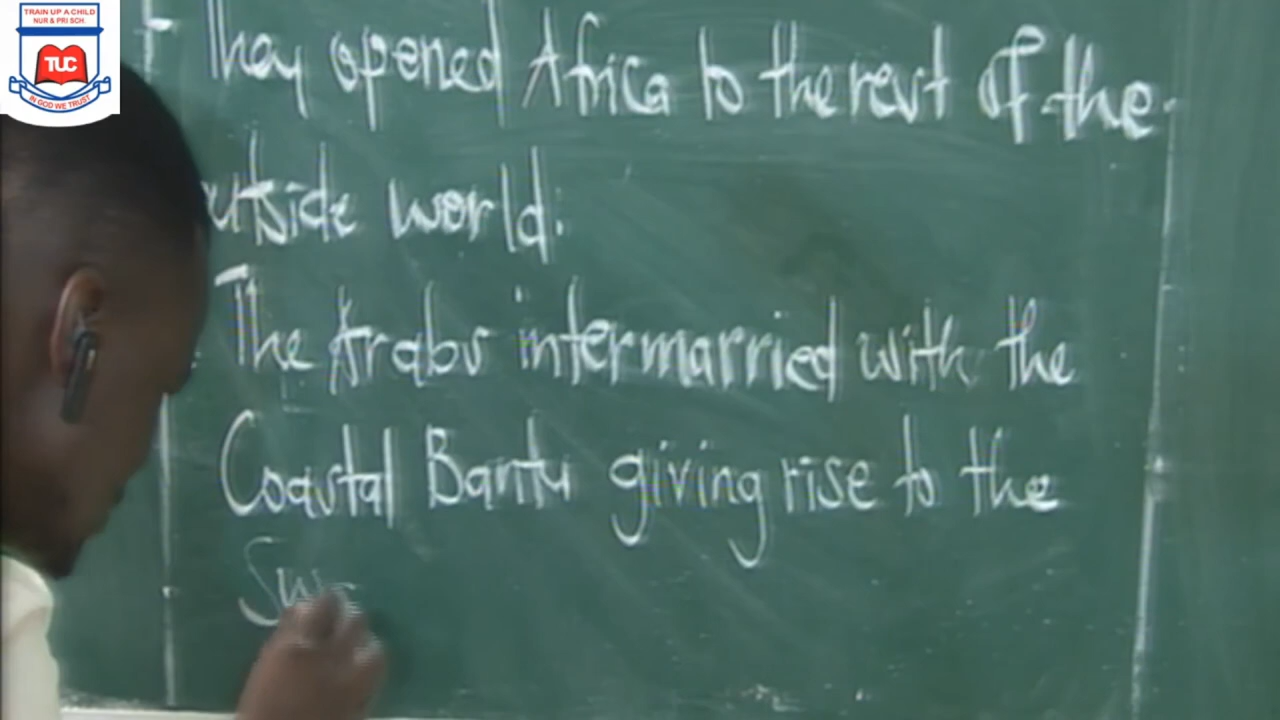 TRAIN UP A CHILD
NUR & PRI SCH.
TUC
IN GOD WE TRUST
They opened Africa to the rest of the
utside world.
The Arabs intermarried with the
Coastal Bantu giving rise to the
Swa